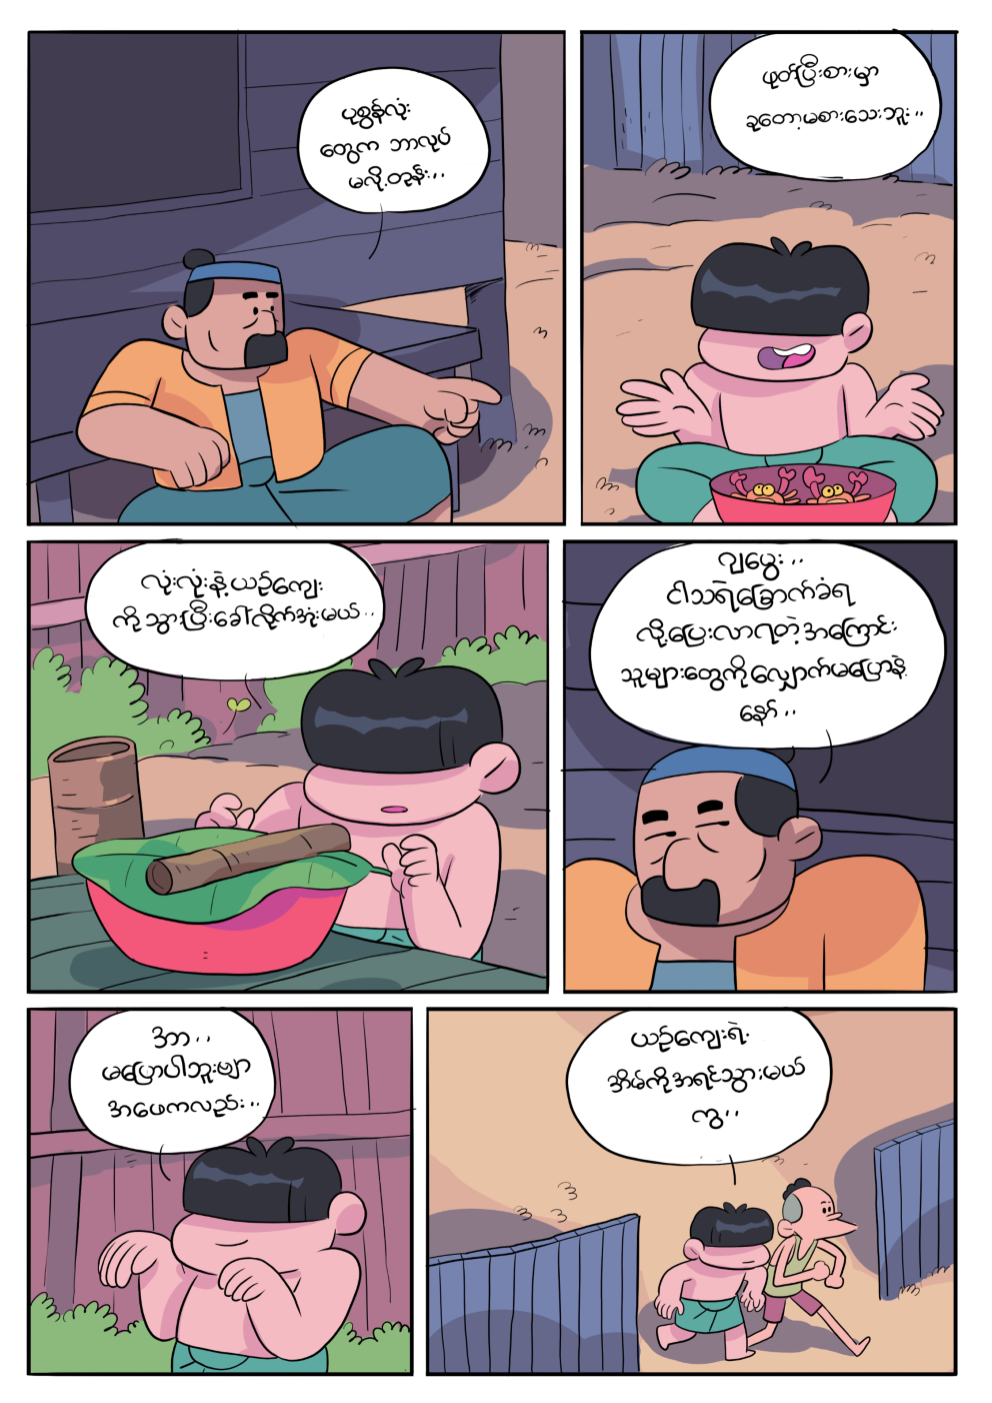 ပုစွန်လုံး
တွေက ဘာလုပ်
မလို့တုန်း..
ဖုတ်ပြီးစားမှာ
ခုတော့မစားသေးဘူး..
လုံးလုံးနဲ့ယဉ်ကျေး
ကိုသွားပြီးခေါ်လိုက်အုံးမယ်..
ဂျပွေး..
ငါသရဲခြောက်ခံရ
လို့ပြေးလာရတဲ့အကြောင်း
သူများတွေကိုလျှောက်မပြောနဲ့
နော်..
အာ..
မပြောပါဘူးဗျာ
အဖေကလည်း..
ယဉ်ကျေးရဲ့
အိမ်ကိုအရင်သွားမယ်
ကွ..